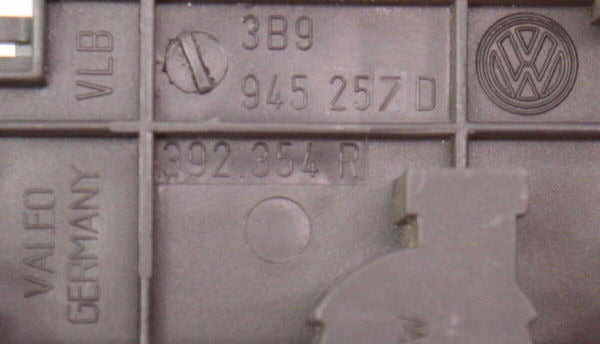 VLB
3B9
945 257 D
392.354 R
VALEO
GERMANY
W